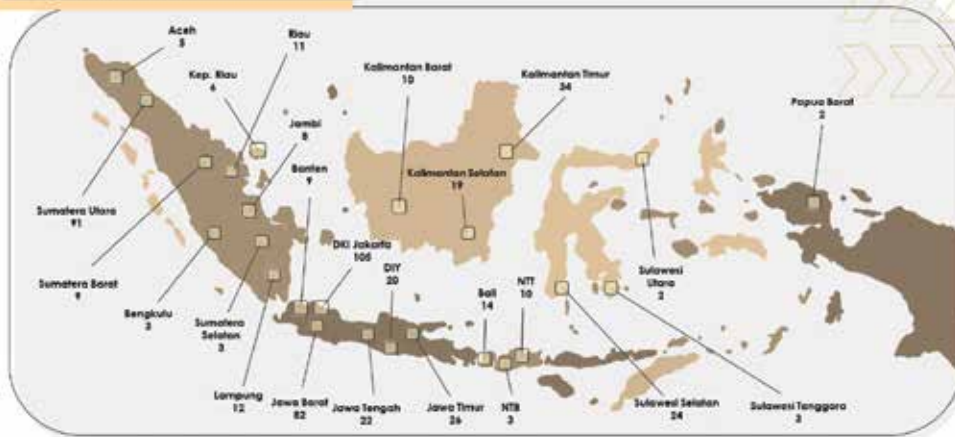 Aceh
5
Riau
11
Kep. Riau
6
Kalimantan Barat
10
Kalimantan Timur
34
Papua Barat
2
Jambi
8
Banten
9
Kalimantan Selatan
19
Sumatera Utara
91
DKI Jakarta
105
DIY
20
Sumatera Barat
9
Bengkulu
3
Sumatera
Selatan
3
Bali
14
NTT
10
Sulawesi
Utara
2
Lampung
12
Jawa Barat
82
Jawa Tengah
22
Jawa Timur
26
NTB
3
Sulawesi Selatan
24
Sulawesi Tanggara
3